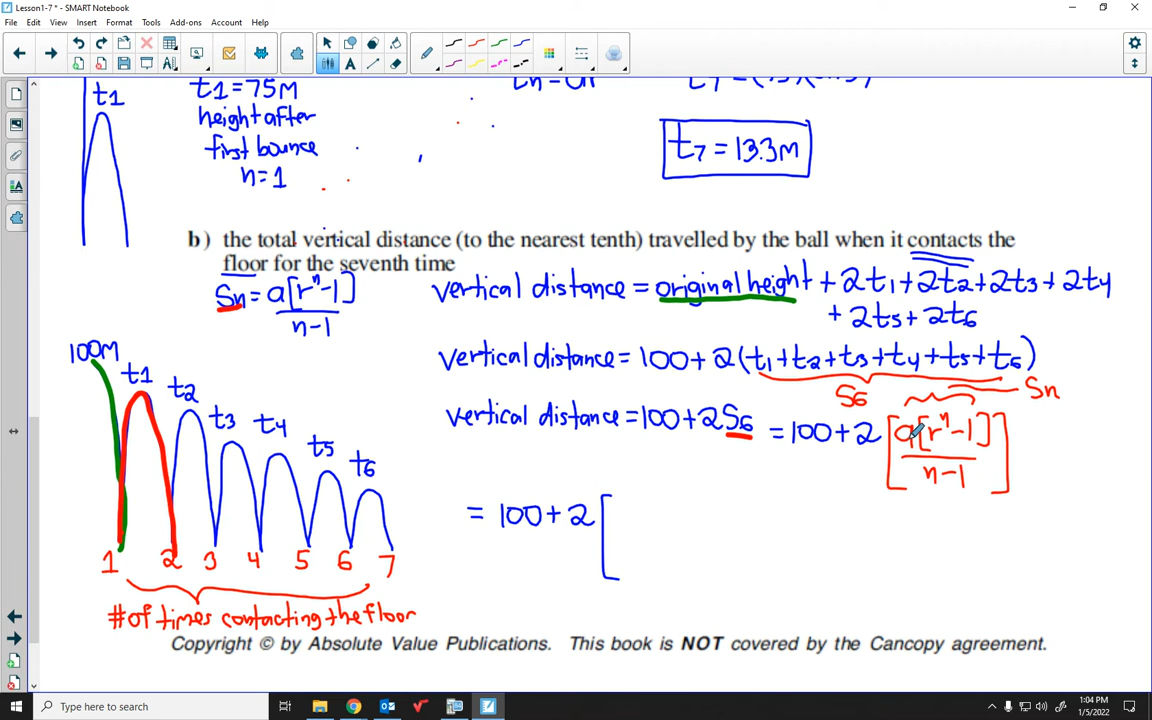 Lesson1-7 * - SMART Notebook
File Edit View Insert Format Tools Add-ons Account Help
t1
t1 = 75M
height after
first bounce
n=1
t7 = 13.3M
b) the total vertical distance (to the nearest tenth) travelled by the ball when it contacts the
floor for the seventh time
Sn = a[r^n-1]
n-1
vertical distance = original height + 2t1 + 2t2 + 2t3 + 2t4
+ 2t5 + 2t6
vertical distance = 100 + 2(t1 + t2 + t3 + t4 + t5 + t6)
S6
Sn
vertical distance = 100 + 2S6 = 100 + 2[a[r^n-1]
n-1]
= 100 + 2[
100M
t1
t2
t3
t4
t5
t6
1 2 3 4 5 6 7
# of times contacting the floor
Copyright © by Absolute Value Publications. This book is NOT covered by the Cancopy agreement.
Type here to search
1:04 PM
1/5/2022